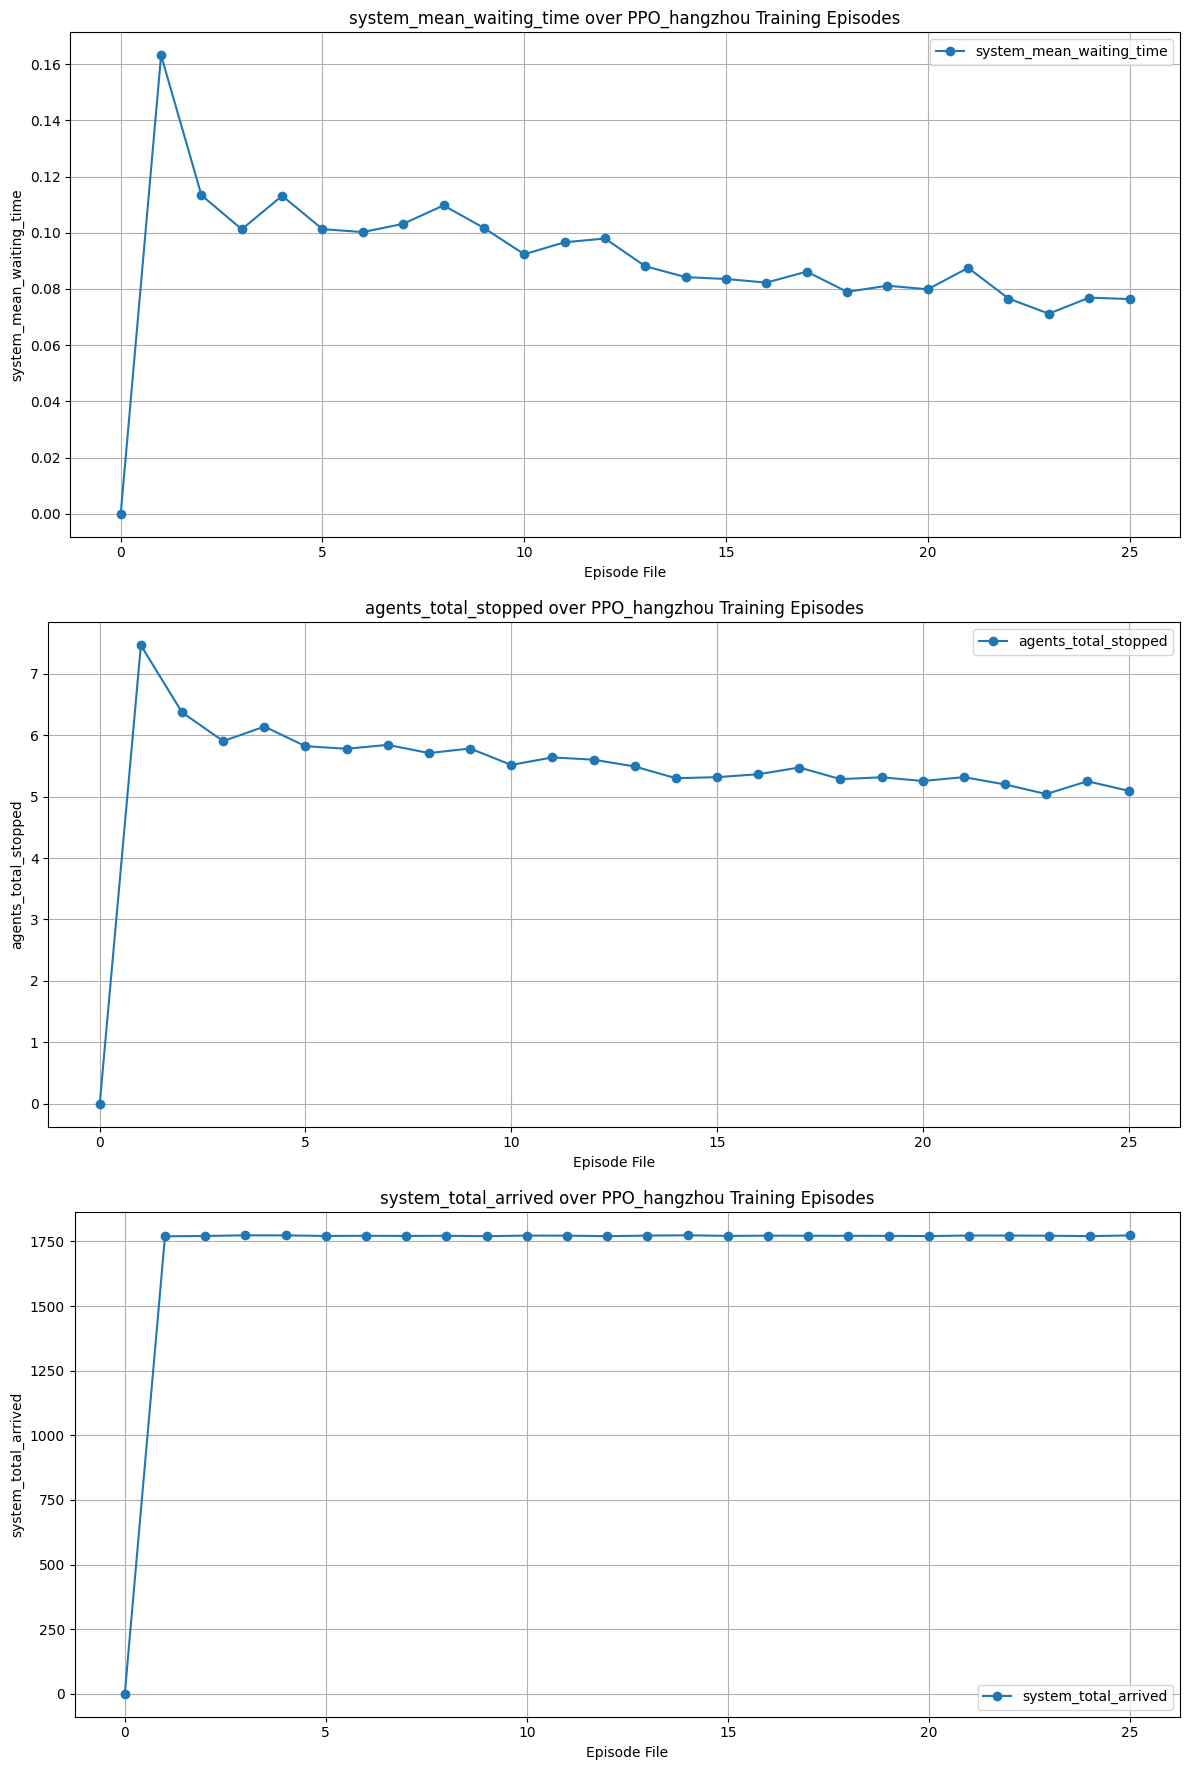 system_mean_waiting_time over PPO_hangzhou Training Episodes
system_mean_waiting_time
0.16
0.14
0.12
0.10
0.08
0.06
0.04
0.02
0.00
system_mean_waiting_time
0 5 10 15 20 25
Episode File
agents_total_stopped over PPO_hangzhou Training Episodes
agents_total_stopped
7
6
5
4
3
2
1
0
agents_total_stopped
0 5 10 15 20 25
Episode File
system_total_arrived over PPO_hangzhou Training Episodes
1750
1500
1250
1000
750
500
250
0
system_total_arrived
system_total_arrived
0 5 10 15 20 25
Episode File